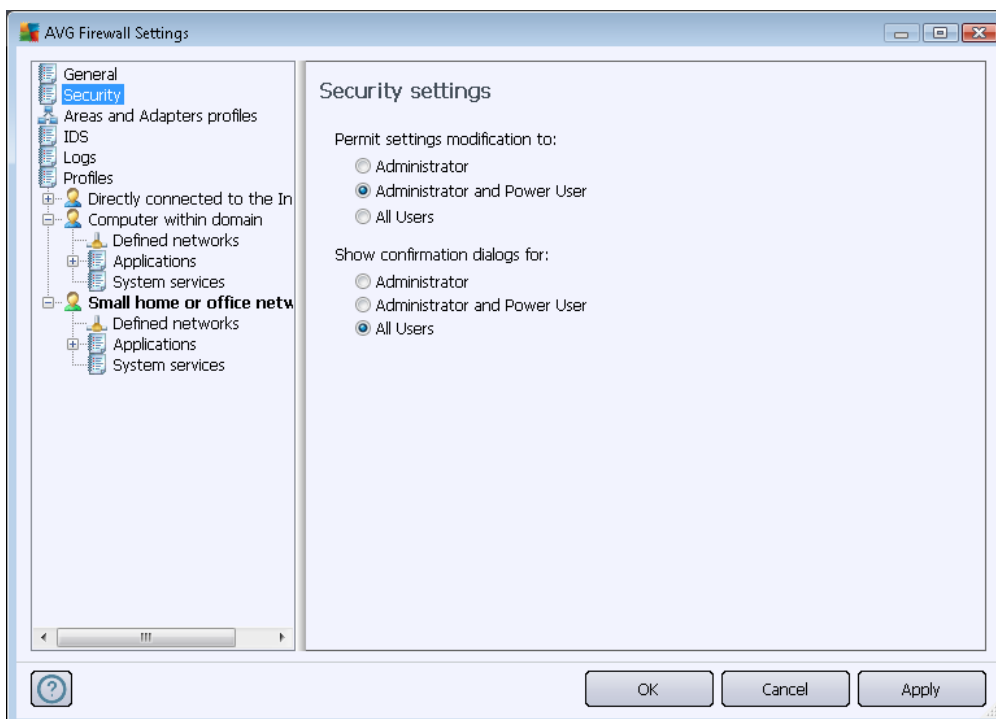 AVG Firewall Settings
General
Security
Areas and Adapters profiles
IDS
Logs
Profiles
Directly connected to the In
Computer within domain
Defined networks
Applications
System services
Small home or office netw
Defined networks
Applications
System services
Security settings
Permit settings modification to:
Administrator
Administrator and Power User
All Users
Show confirmation dialogs for:
Administrator
Administrator and Power User
All Users
OK
Cancel
Apply